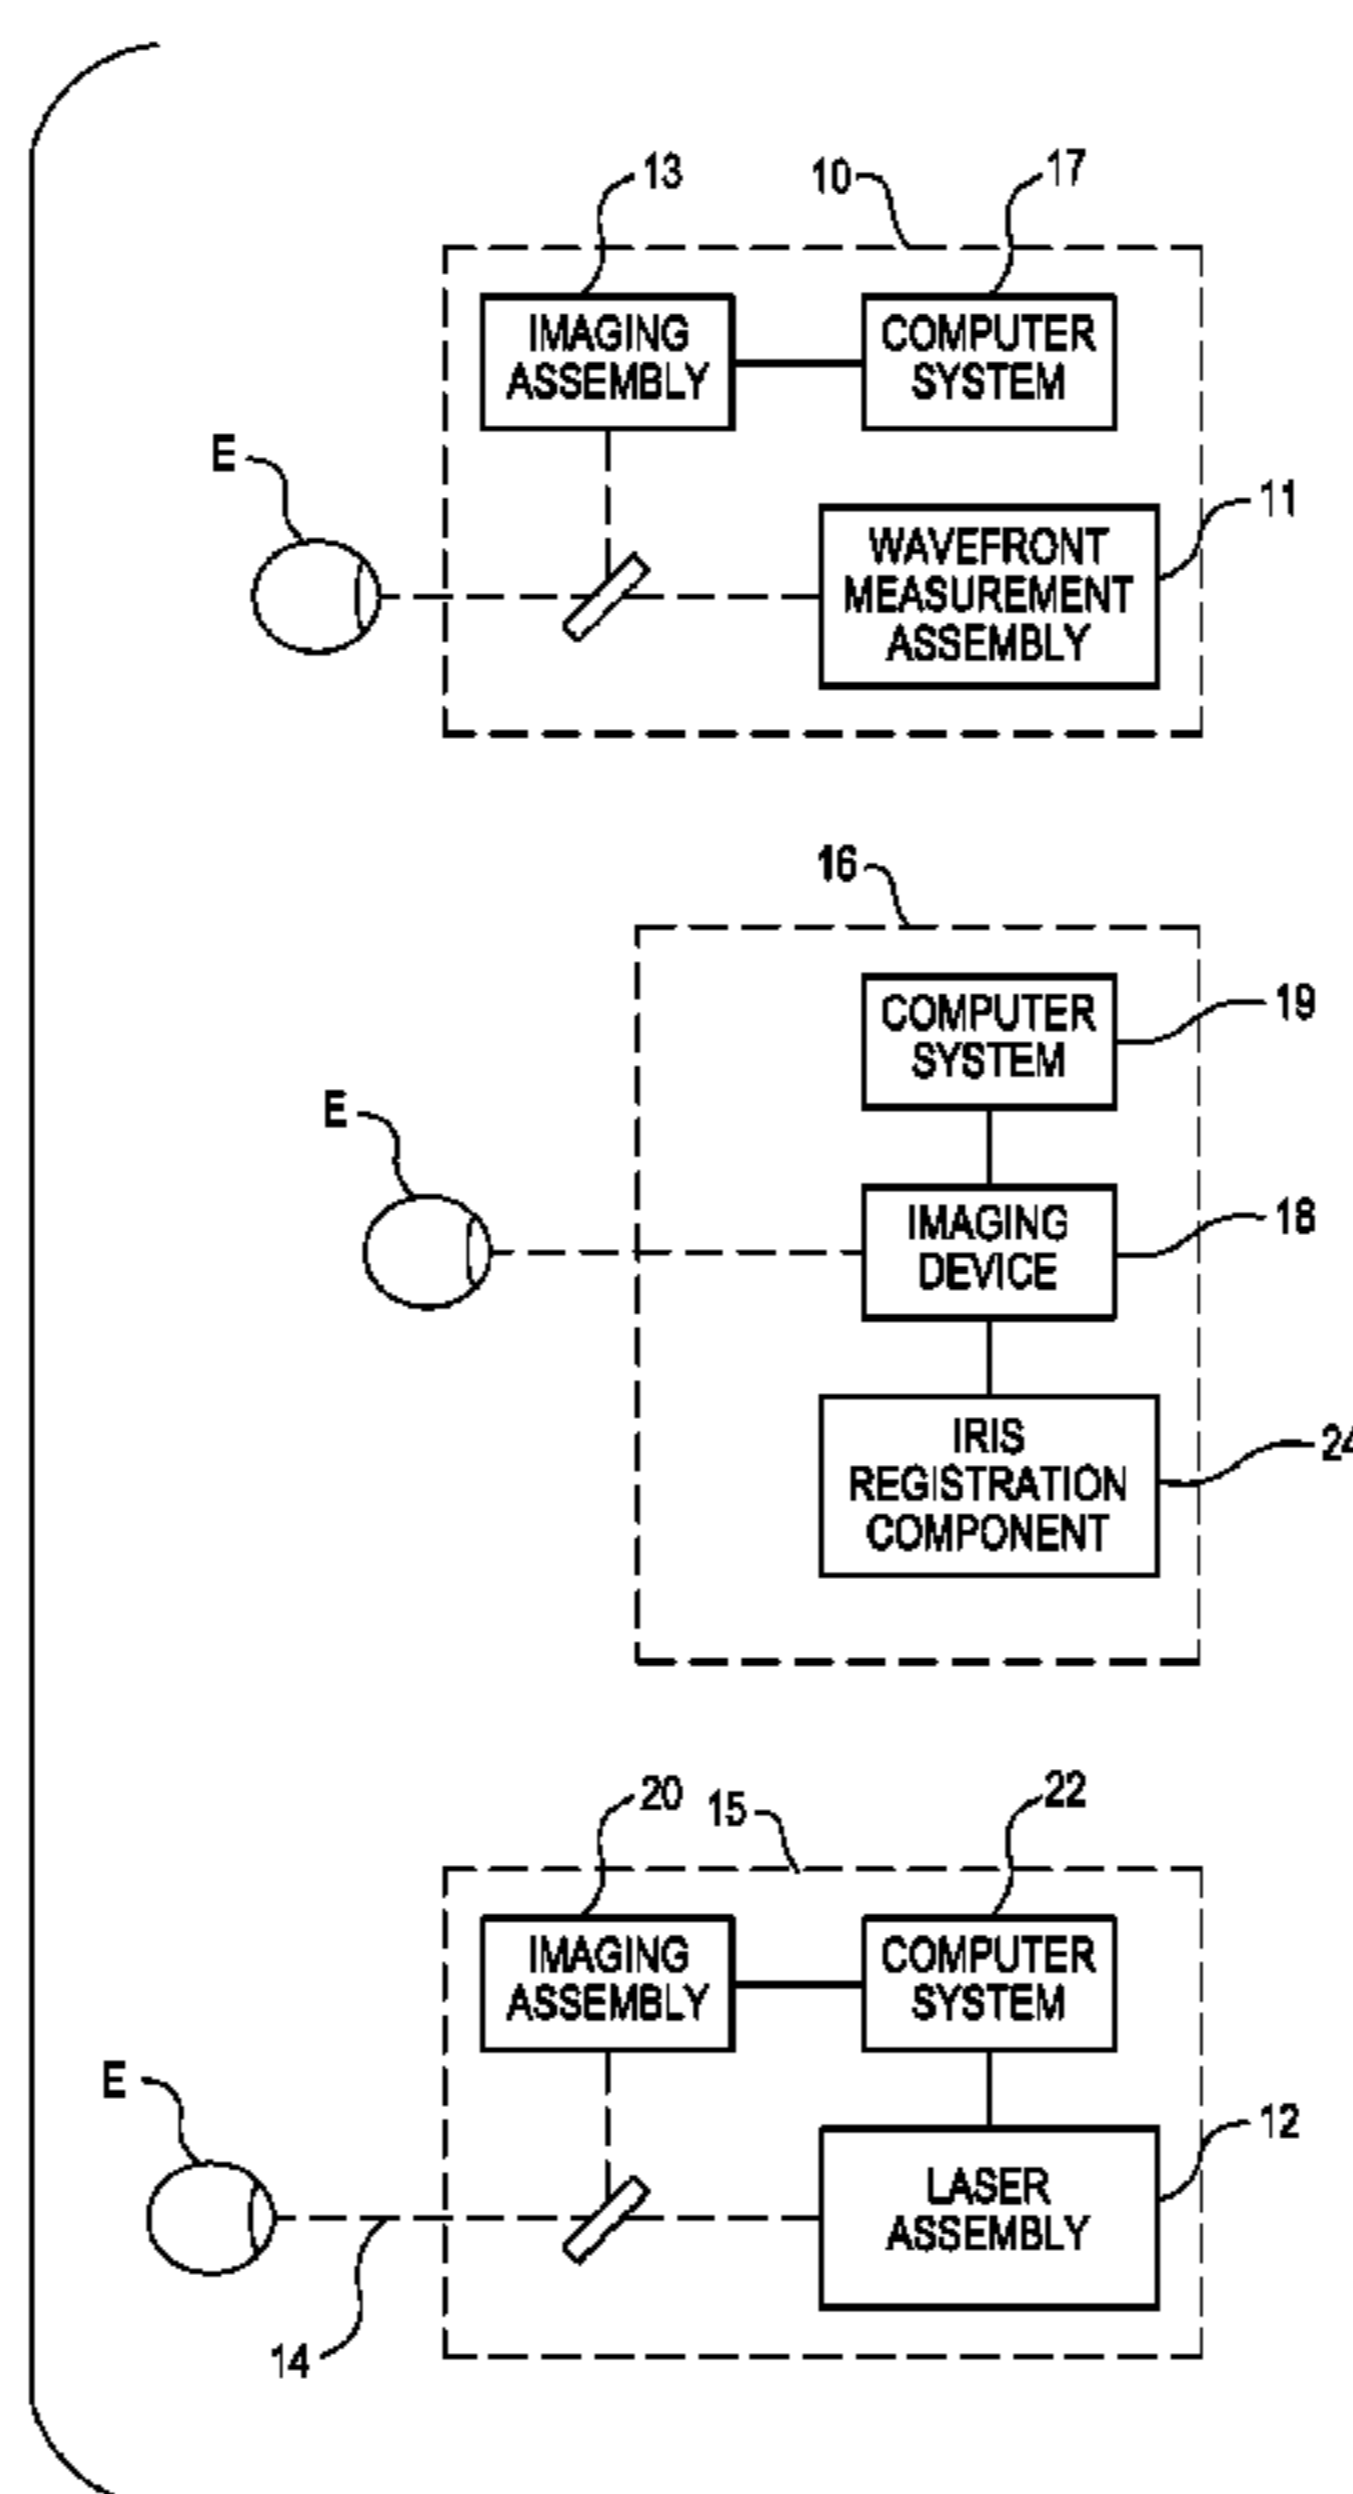 13
10
17
IMAGING
ASSEMBLY
COMPUTER
SYSTEM
E
11
WAVEFRONT
MEASUREMENT
ASSEMBLY
16
COMPUTER
SYSTEM
19
E
IMAGING
DEVICE
18
IRIS
REGISTRATION
COMPONENT
24
20
15
22
IMAGING
ASSEMBLY
COMPUTER
SYSTEM
E
12
LASER
ASSEMBLY
14